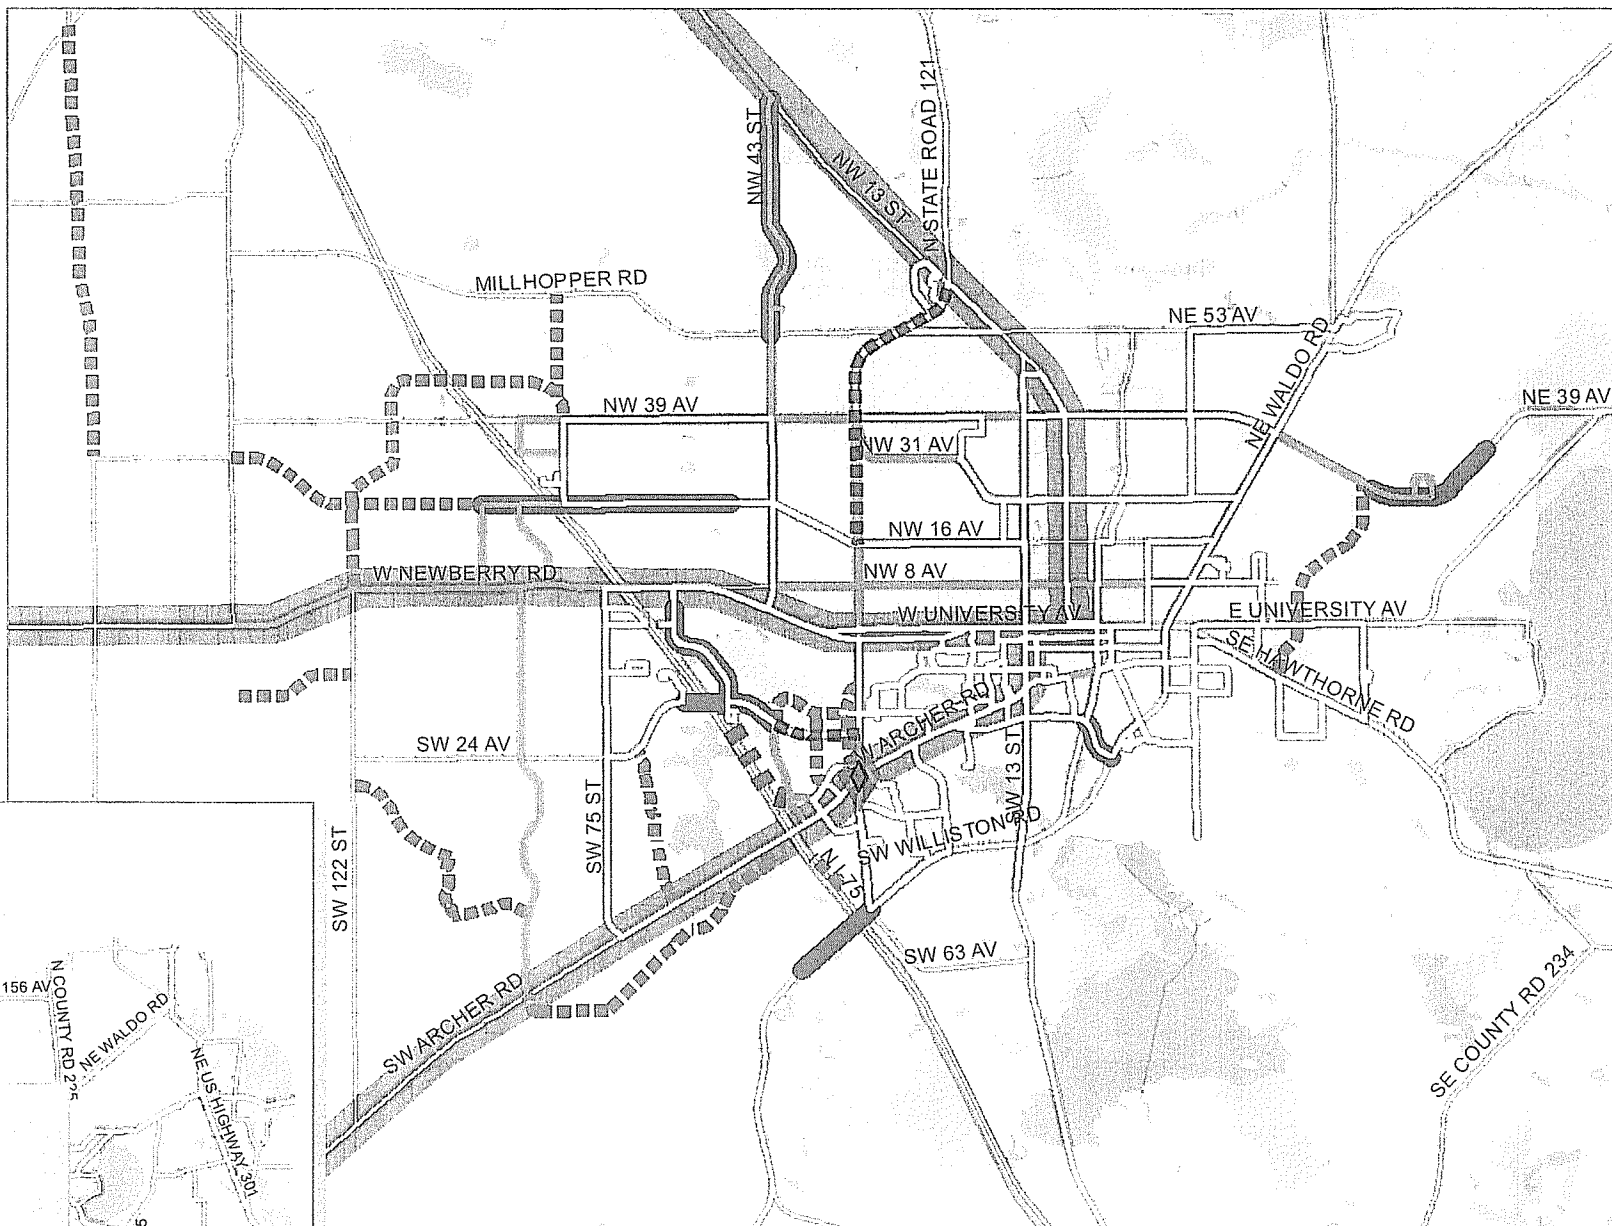 N STATE ROAD 121
NW 43 ST
NW 13 ST
MILLHOPPER RD
NE 53 AV
NE WALDO RD
NE 39 AV
NW 39 AV
NW 31 AV
NW 16 AV
NW 8 AV
W NEWBERRY RD
W UNIVERSITY AV
E UNIVERSITY AV
SE HAWTHORNE RD
SW ARCHER RD
SW 24 AV
SW 13 ST
SW 75 ST
SW WILLISTON RD
N I-75
SW 122 ST
SW 63 AV
SW ARCHER RD
SE COUNTY RD 234
156 AV
N COUNTY RD 225
NE WALDO RD
NE US HIGHWAY 301